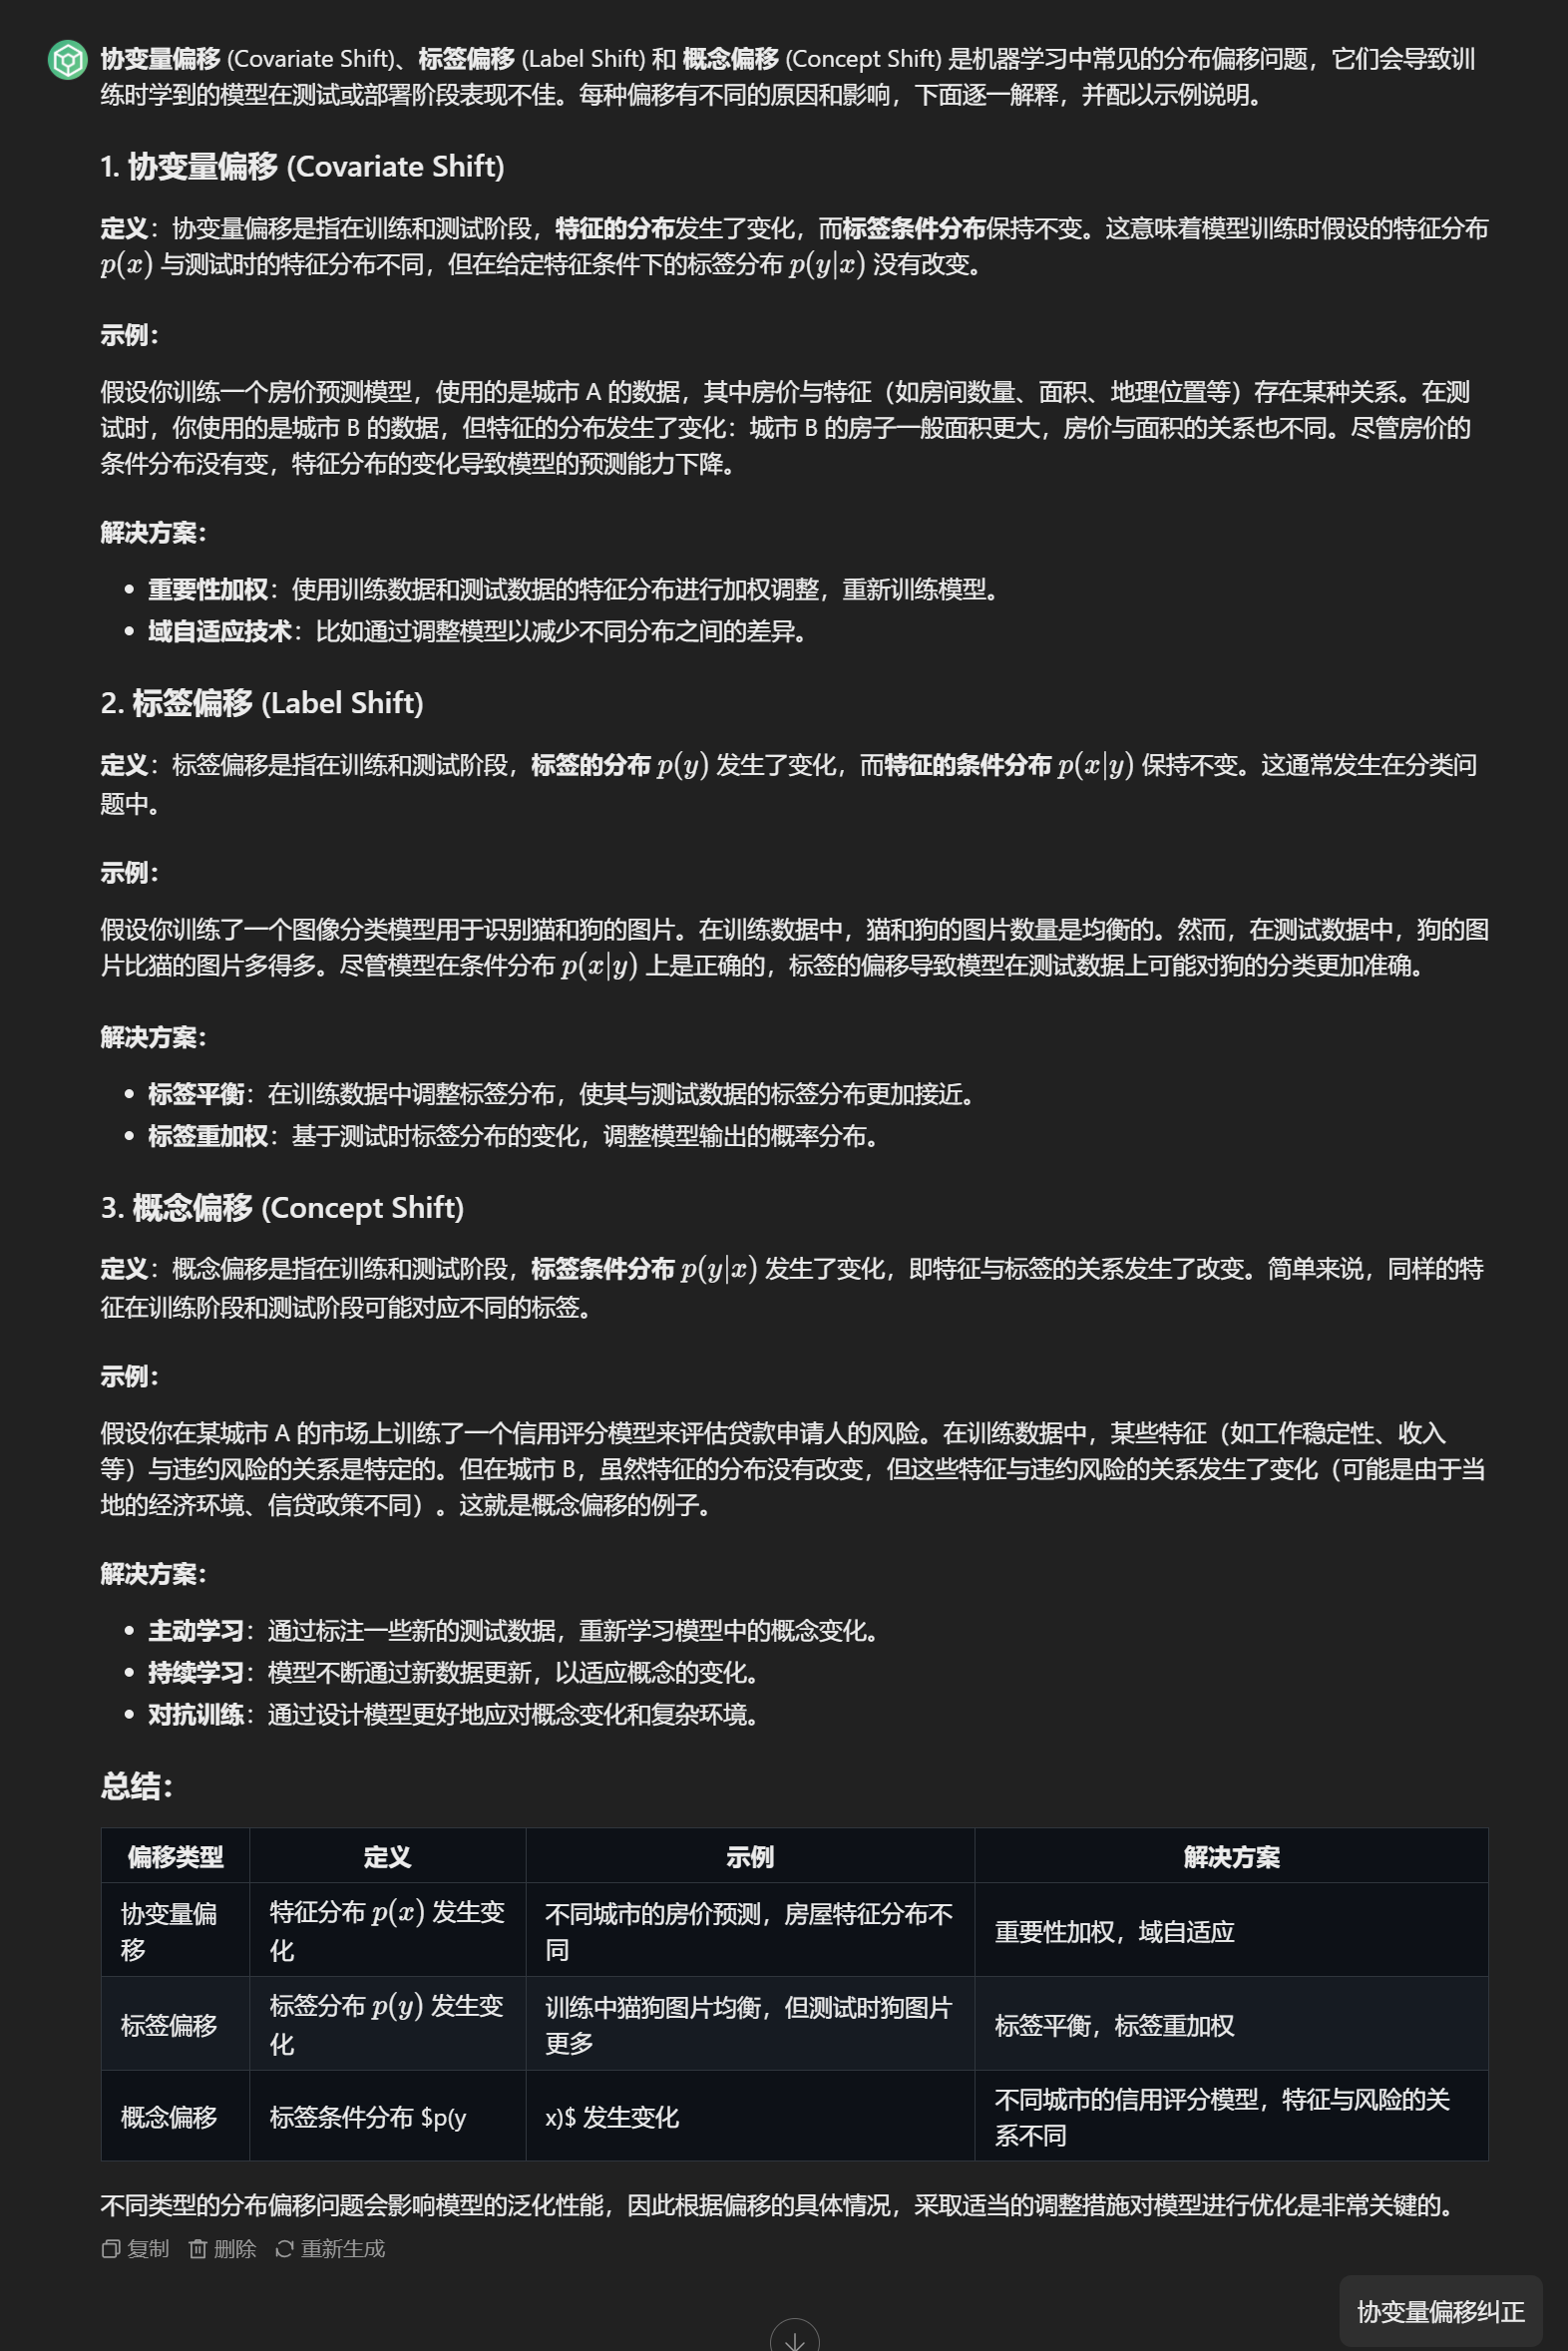 协变量偏移 (Covariate Shift)、标签偏移 (Label Shift) 和 概念偏移 (Concept Shift) 是机器学习中常见的分布偏移问题，它们会导致训
练时学到的模型在测试或部署阶段表现不佳。每种偏移有不同的原因和影响，下面逐一解释，并配以示例说明。
1. 协变量偏移 (Covariate Shift)
定义：协变量偏移是指在训练和测试阶段，特征的分布发生了变化，而标签条件分布保持不变。这意味着模型训练时假设的特征分布
p(x) 与测试时的特征分布不同，但在给定特征条件下的标签分布 p(y|x) 没有改变。
示例：
假设你训练一个房价预测模型，使用的是城市 A 的数据，其中房价与特征（如房间数量、面积、地理位置等）存在某种关系。在测
试时，你使用的是城市 B 的数据，但特征的分布发生了变化：城市 B 的房子一般面积更大，房价与面积的关系也不同。尽管房价的
条件分布没有变，特征分布的变化导致模型的预测能力下降。
解决方案：
• 重要性加权：使用训练数据和测试数据的特征分布进行加权调整，重新训练模型。
• 域自适应技术：比如通过调整模型以减少不同分布之间的差异。
2. 标签偏移 (Label Shift)
定义：标签偏移是指在训练和测试阶段，标签的分布 p(y) 发生了变化，而特征的条件分布 p(x|y) 保持不变。这通常发生在分类问
题中。
示例：
假设你训练了一个图像分类模型用于识别猫和狗的图片。在训练数据中，猫和狗的图片数量是均衡的。然而，在测试数据中，狗的图
片比猫的图片多得多。尽管模型在条件分布 p(x|y) 上是正确的，标签的偏移导致模型在测试数据上可能对狗的分类更加准确。
解决方案：
• 标签平衡：在训练数据中调整标签分布，使其与测试数据的标签分布更加接近。
• 标签重加权：基于测试时标签分布的变化，调整模型输出的概率分布。
3. 概念偏移 (Concept Shift)
定义：概念偏移是指在训练和测试阶段，标签条件分布 p(y|x) 发生了变化，即特征与标签的关系发生了改变。简单来说，同样的特
征在训练阶段和测试阶段可能对应不同的标签。
示例：
假设你在某城市 A 的市场上训练了一个信用评分模型来评估贷款申请人的风险。在训练数据中，某些特征（如工作稳定性、收入
等）与违约风险的关系是特定的。但在城市 B，虽然特征的分布没有改变，但这些特征与违约风险的关系发生了变化（可能是由于当
地的经济环境、信贷政策不同）。这就是概念偏移的例子。
解决方案：
• 主动学习：通过标注一些新的测试数据，重新学习模型中的概念变化。
• 持续学习：模型不断通过新数据更新，以适应概念的变化。
• 对抗训练：通过设计模型更好地应对概念变化和复杂环境。
总结：
偏移类型 定义 示例 解决方案
协变量偏
移
特征分布 p(x) 发生变
化
不同城市的房价预测，房屋特征分布不
同
重要性加权，域自适应
标签偏移
标签分布 p(y) 发生变
化
训练中猫狗图片均衡，但测试时狗图片
更多
标签平衡，标签重加权
概念偏移
标签条件分布 $p(y
x)$ 发生变化
不同城市的信用评分模型，特征与风险的关
系不同
不同类型的分布偏移问题会影响模型的泛化性能，因此根据偏移的具体情况，采取适当的调整措施对模型进行优化是非常关键的。
复制 删除 重新生成
协变量偏移纠正